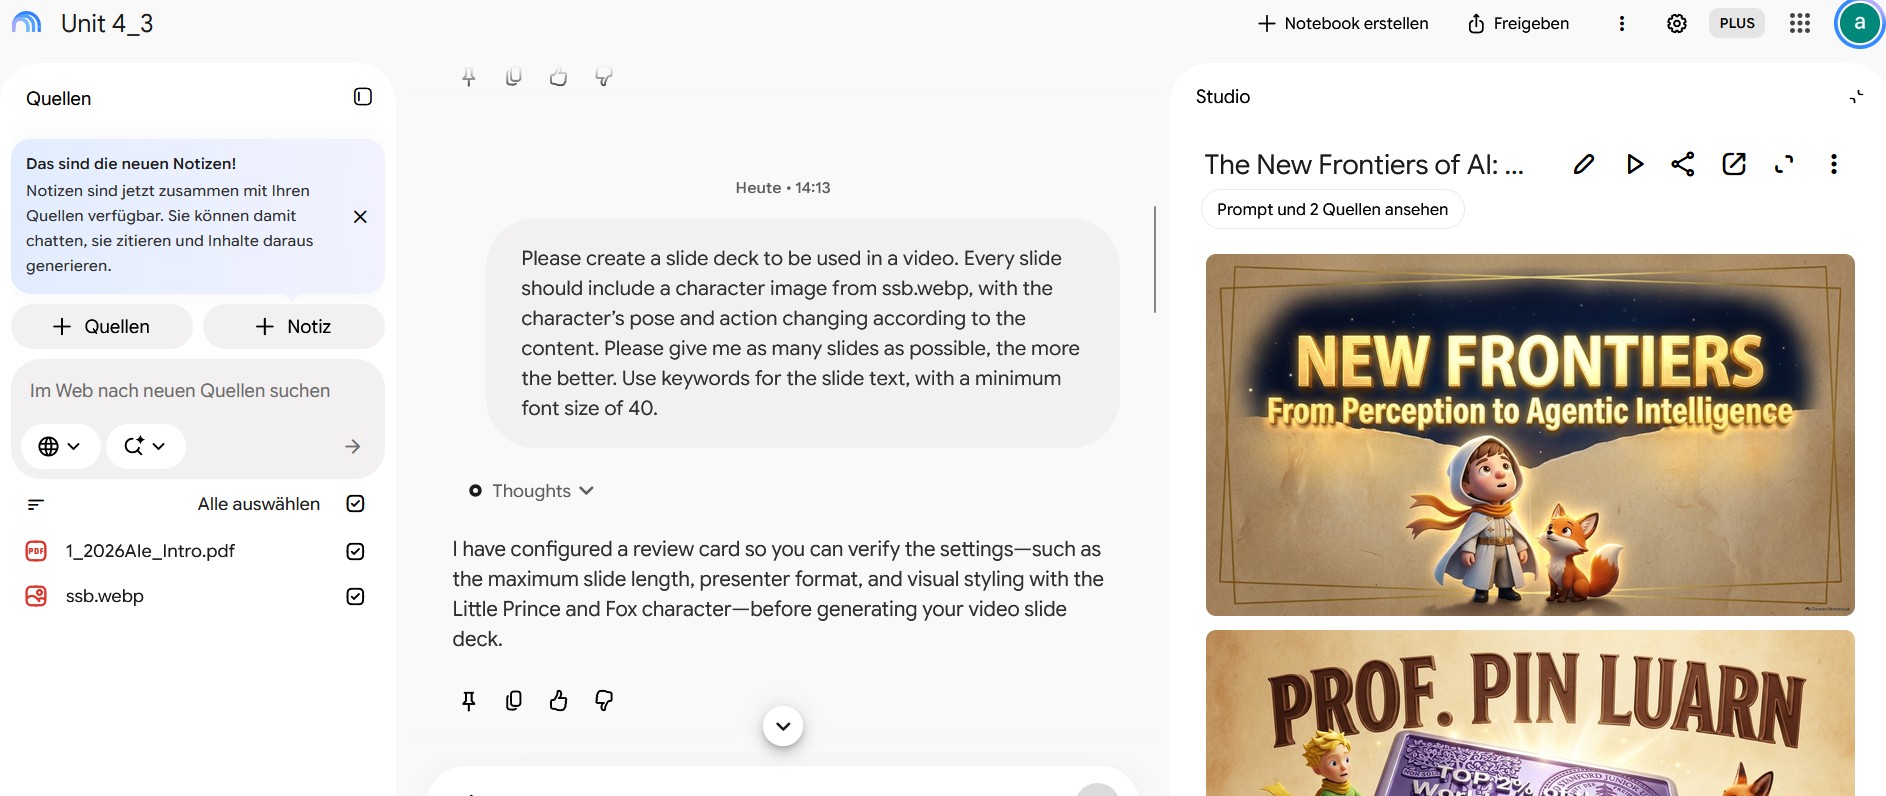 Unit 4_3
Notebook erstellen
Freigeben
PLUS
a
Quellen
Das sind die neuen Notizen!
Notizen sind jetzt zusammen mit Ihren
Quellen verfügbar. Sie können damit
chatten, sie zitieren und Inhalte daraus
generieren.
Quellen
Notiz
Im Web nach neuen Quellen suchen
Alle auswählen
PDF
1_2026AIe_Intro.pdf
ssb.webp
Heute • 14:13
Please create a slide deck to be used in a video. Every slide
should include a character image from ssb.webp, with the
character’s pose and action changing according to the
content. Please give me as many slides as possible, the more
the better. Use keywords for the slide text, with a minimum
font size of 40.
Thoughts
I have configured a review card so you can verify the settings—such as
the maximum slide length, presenter format, and visual styling with the
Little Prince and Fox character—before generating your video slide
deck.
Studio
The New Frontiers of AI: ...
Prompt und 2 Quellen ansehen
NEW FRONTIERS
From Perception to Agentic Intelligence
PROF. PIN LUARN
TOP 2% of the